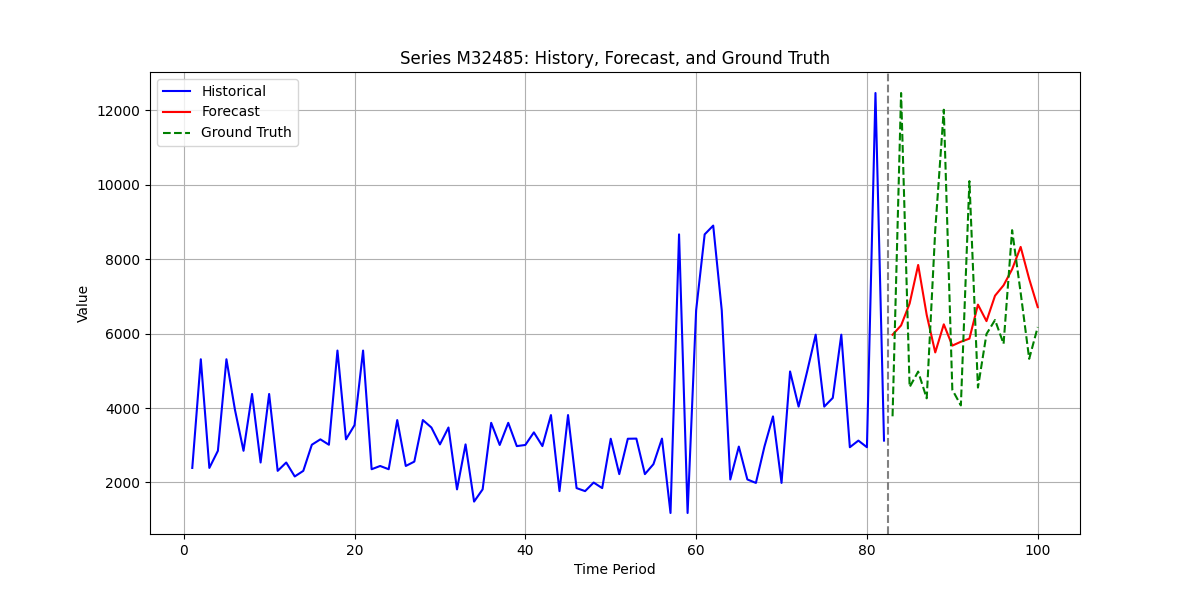 Series M32485: History, Forecast, and Ground Truth
Historical
Forecast
Ground Truth
12000
10000
8000
6000
4000
2000
Value
0
20
40
60
80
100
Time Period